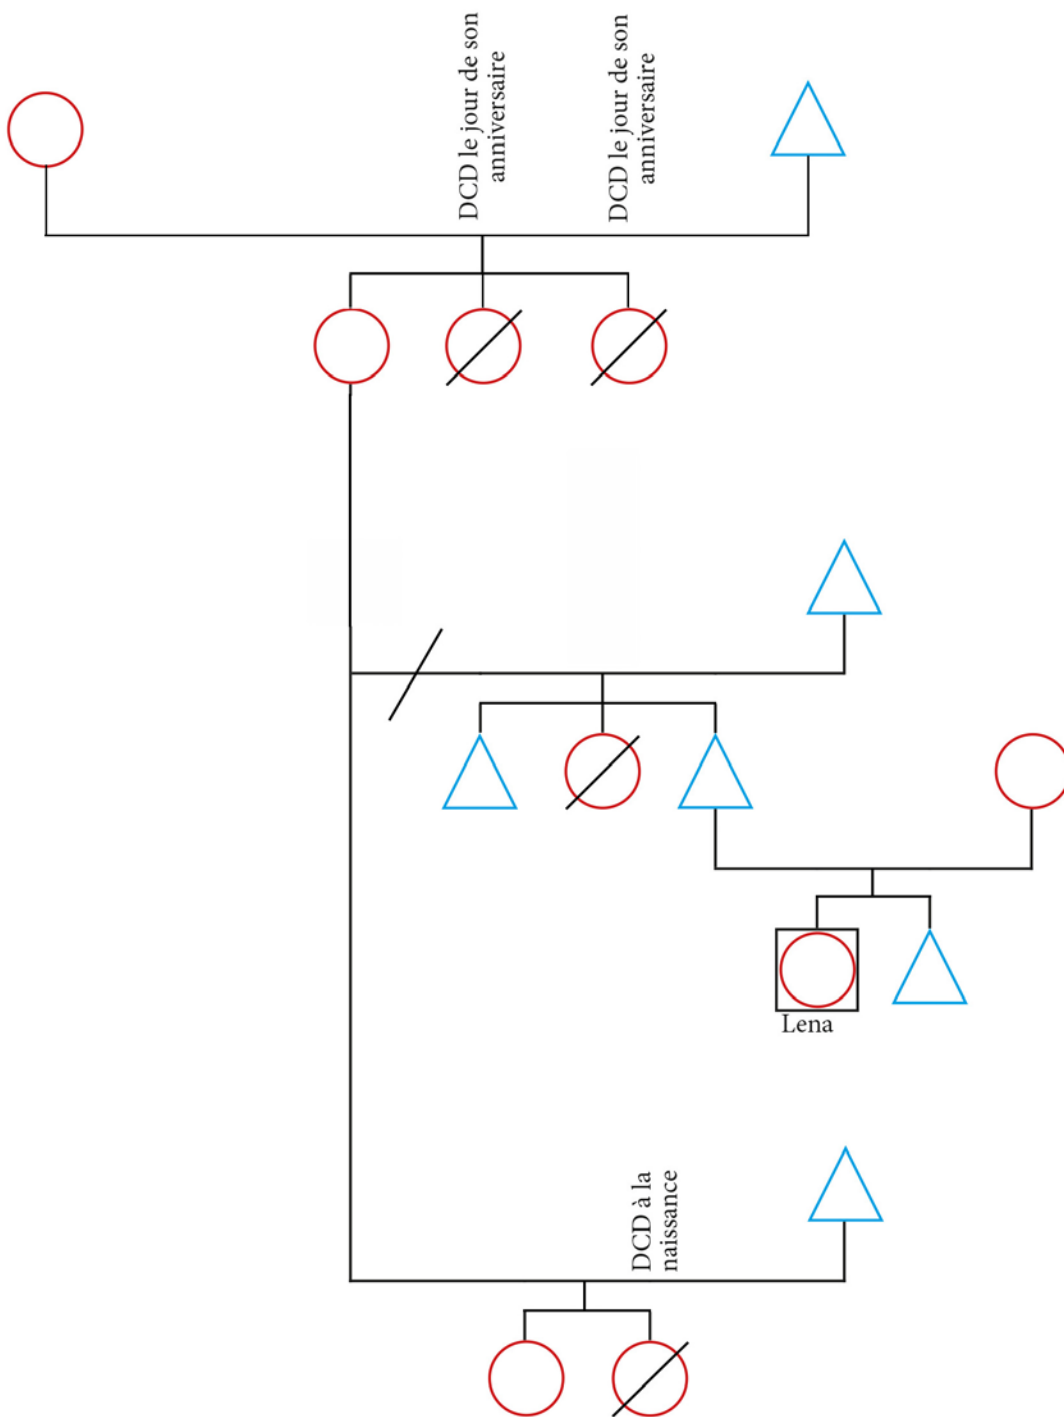 DCD le jour de son
anniversaire
DCD le jour de son
anniversaire
Lena
DCD à la
naissance